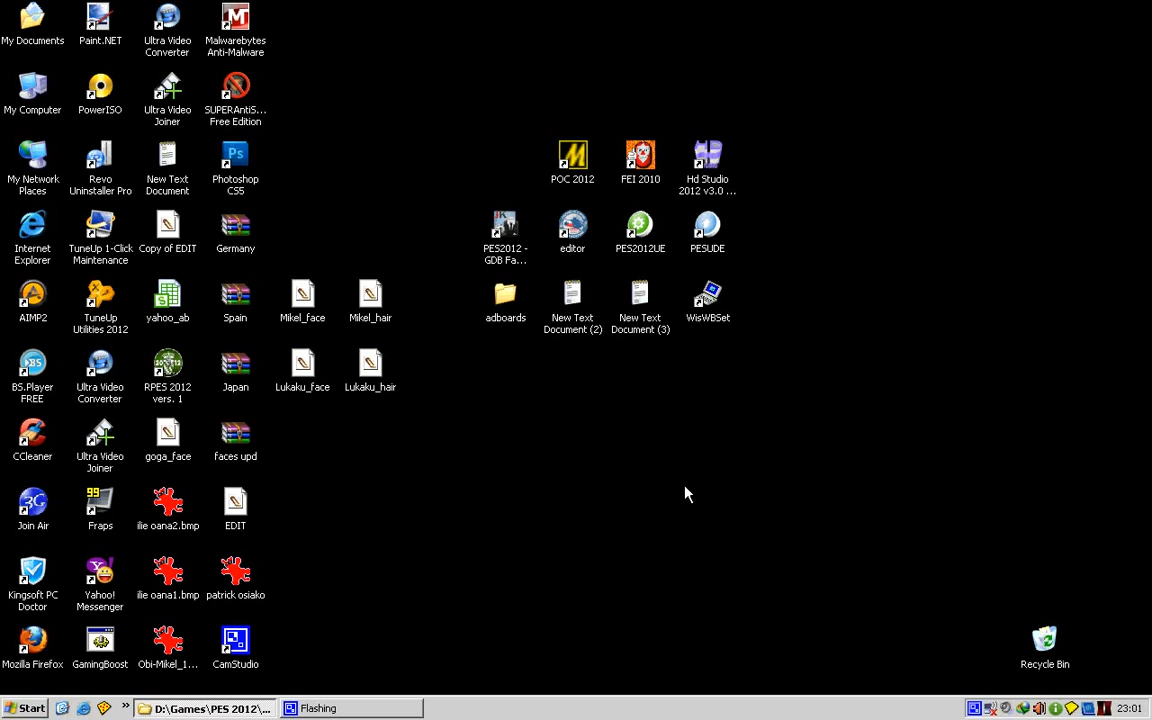 My Documents
Paint.NET
Ultra Video
Converter
Malwarebytes
Anti-Malware
My Computer
PowerISO
Ultra Video
Joiner
SUPERAntiS...
Free Edition
My Network
Places
Revo
Uninstaller Pro
New Text
Document
Photoshop
CS5
POC 2012
FEI 2010
Hd Studio
2012 v3.0 ...
Internet
Explorer
TuneUp 1-Click
Maintenance
Copy of EDIT
Germany
PES2012 -
GDB Fa...
editor
PES2012UE
PESUDE
AIMP2
TuneUp
Utilities 2012
yahoo_ab
Spain
Mikel_face
Mikel_hair
adboards
New Text
Document (2)
New Text
Document (3)
WisWBSet
BS.Player
FREE
Ultra Video
Converter
RPES 2012
vers. 1
Japan
Lukaku_face
Lukaku_hair
CCleaner
Ultra Video
Joiner
goga_face
faces upd
Join Air
Fraps
ilie oana2.bmp
EDIT
Kingsoft PC
Doctor
Yahoo!
Messenger
ilie oana1.bmp
patrick osiako
Mozilla Firefox
GamingBoost
Obi-Mikel_1...
CamStudio
Recycle Bin
Start
D:\Games\PES 2012\...
Flashing
23:01